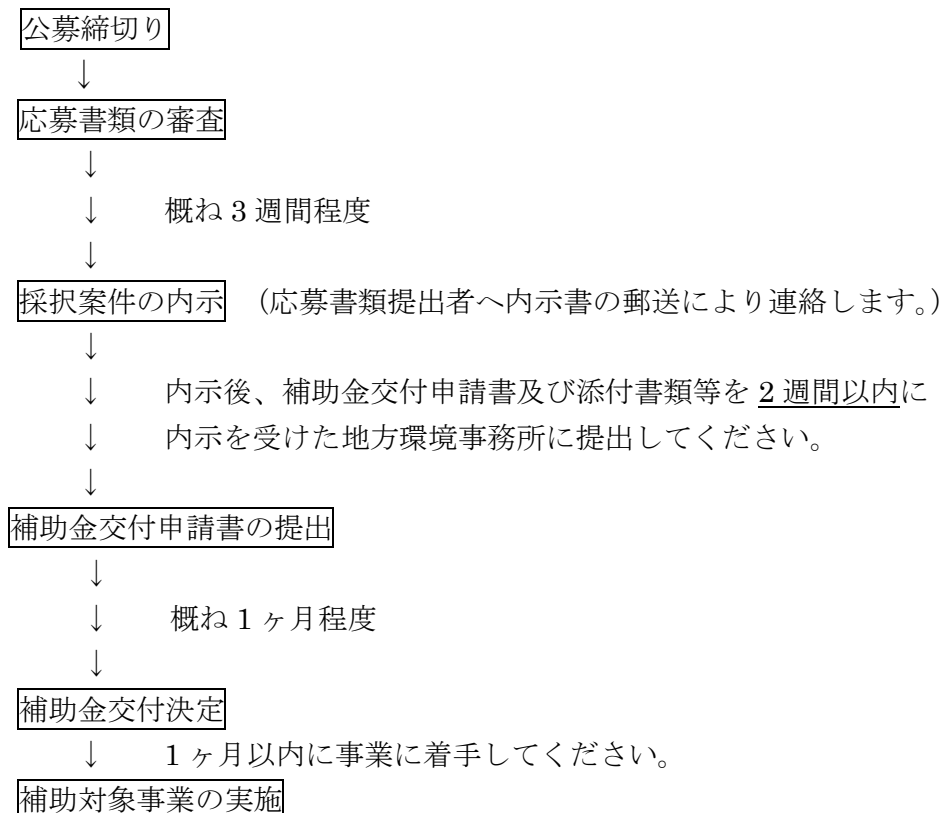 公募締切り
↓
応募書類の審査
↓
↓ 概ね 3 週間程度
↓
採択案件の内示 （応募書類提出者へ内示書の郵送により連絡します。）
↓
↓ 内示後、補助金交付申請書及び添付書類等を 2 週間以内に
↓ 内示を受けた地方環境事務所に提出してください。
↓
補助金交付申請書の提出
↓
↓ 概ね 1 ヶ月程度
↓
補助金交付決定
↓ 1 ヶ月以内に事業に着手してください。
補助対象事業の実施